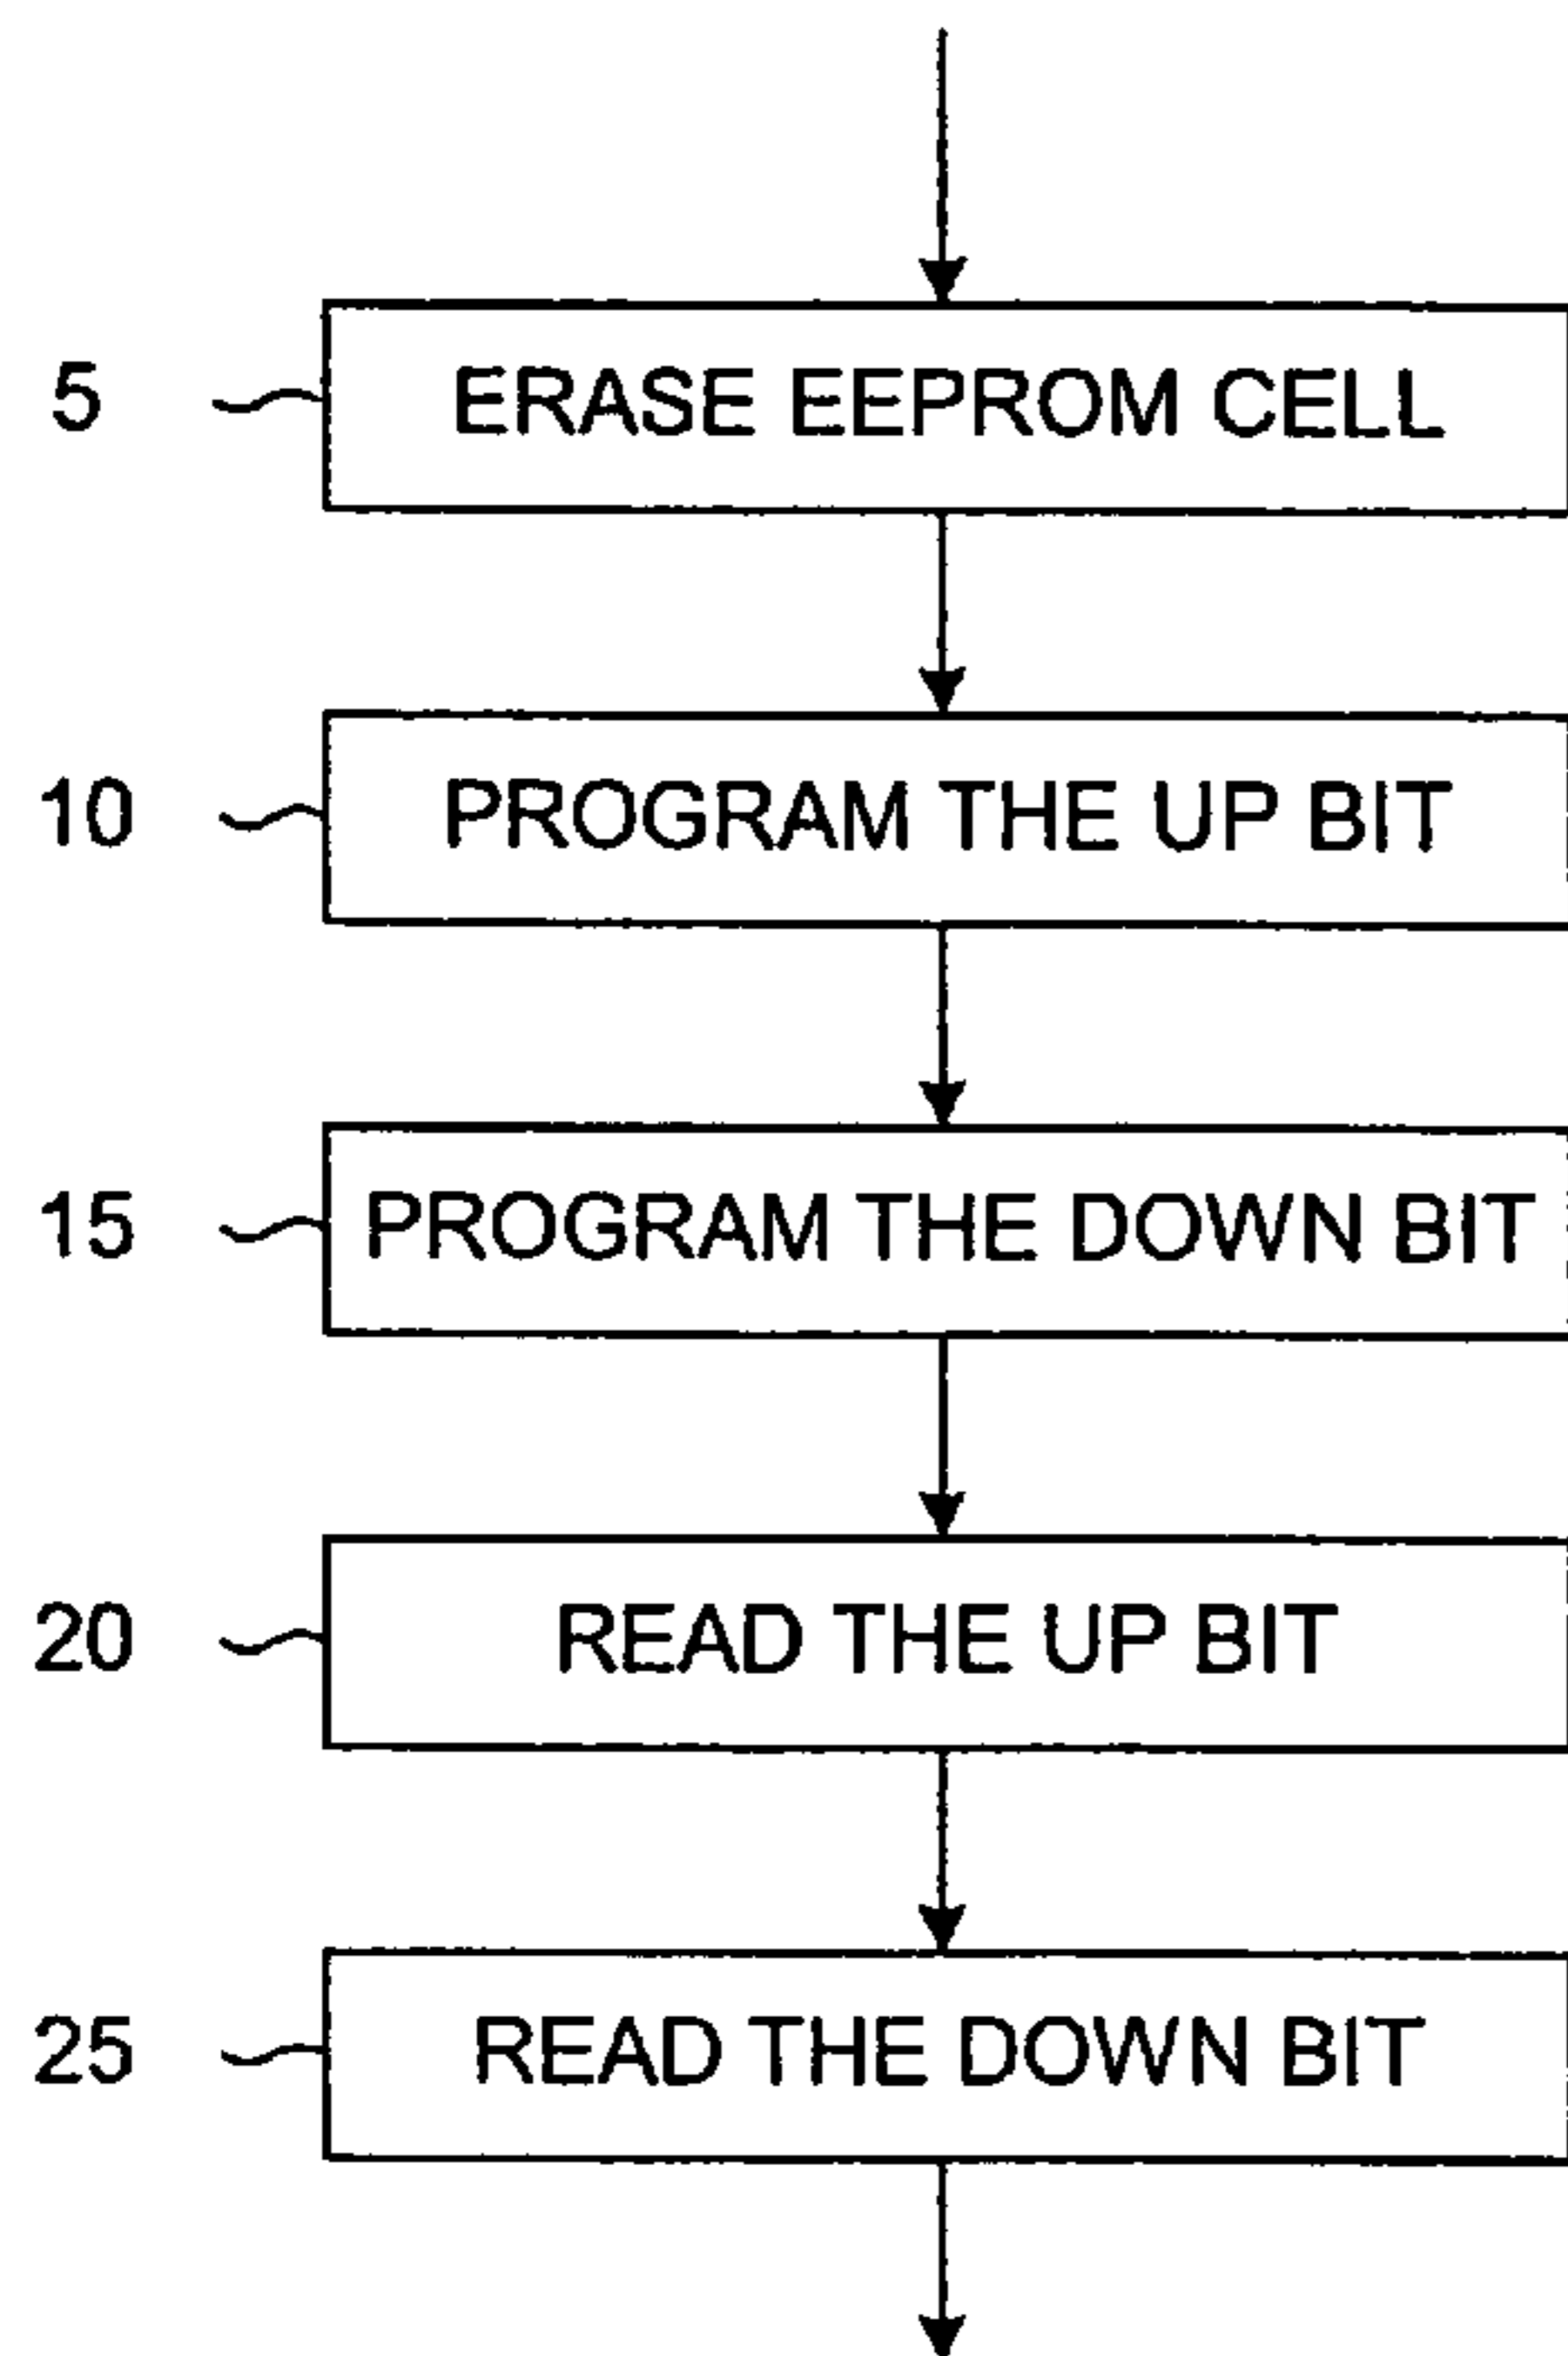 5 ERASE EEPROM CELL
10 PROGRAM THE UP BIT
15 PROGRAM THE DOWN BIT
20 READ THE UP BIT
25 READ THE DOWN BIT